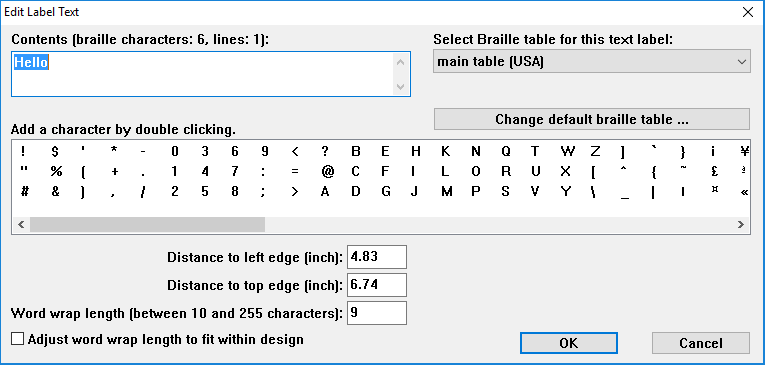 Edit Label Text
Contents (braille characters: 6, lines: 1):
Select Braille table for this text label:
Hello
main table (USA)
Change default braille table ...
Add a character by double clicking.
! $ ' * - 0 3 6 9 < ? B E H K N Q T W Z ] ` } ¡ ¥
" % ( + . 1 4 7 : = @ C F I L O R U X [ ^ { ~ £
# & ) , / 2 5 8 ; > A D G J M P S V Y \ _ | ¤ «
Distance to left edge (inch): 4.83
Distance to top edge (inch): 6.74
Word wrap length (between 10 and 255 characters): 9
Adjust word wrap length to fit within design
OK
Cancel